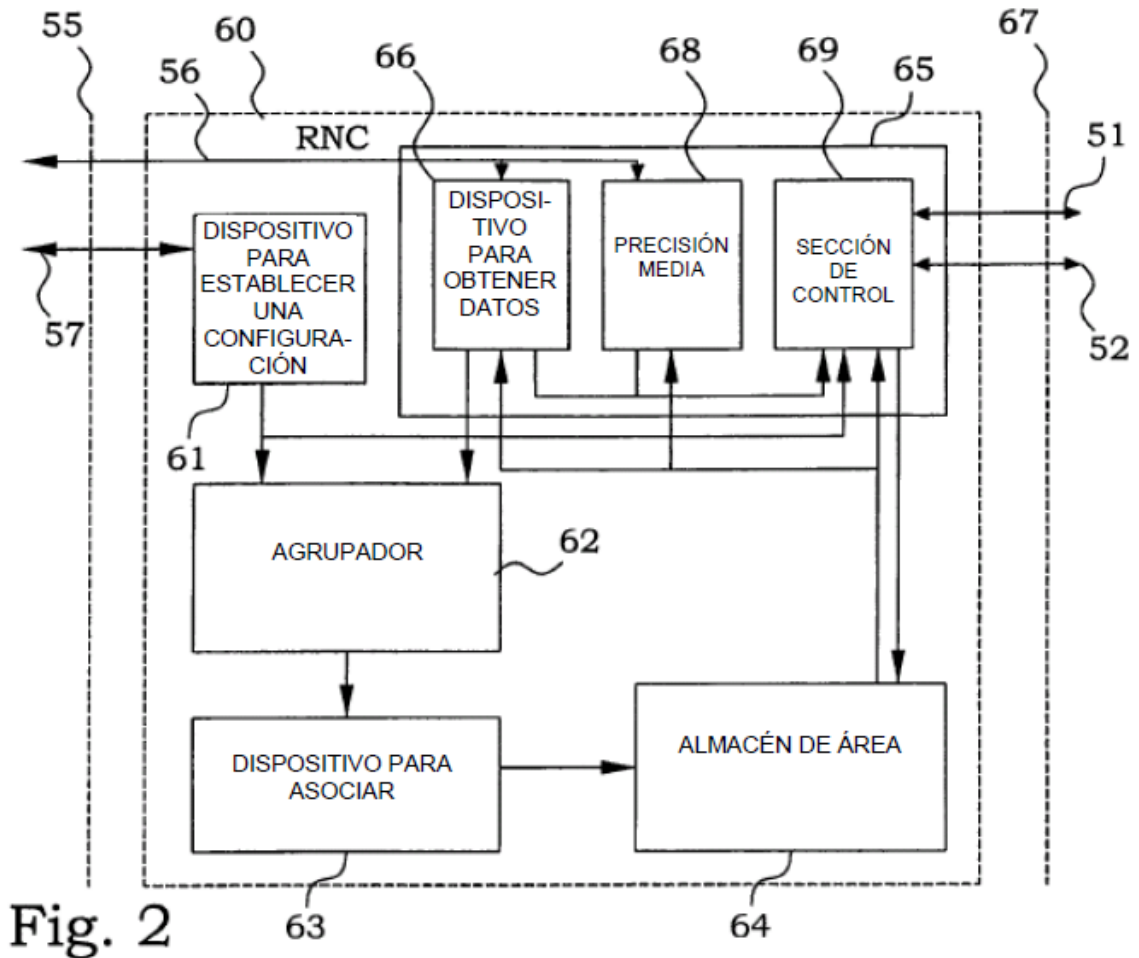 55
60
67
56
66
68
69
65
RNC
51
DISPOSITIVO
PARA
ESTABLECER
UNA
CONFIGURA-
CIÓN
DISPOSI-
TIVO
PARA
OBTENER
DATOS
PRECISIÓN
MEDIA
SECCIÓN
DE
CONTROL
57
52
61
AGRUPADOR
62
DISPOSITIVO PARA
ASOCIAR
ALMACÉN DE ÁREA
63
64
Fig. 2